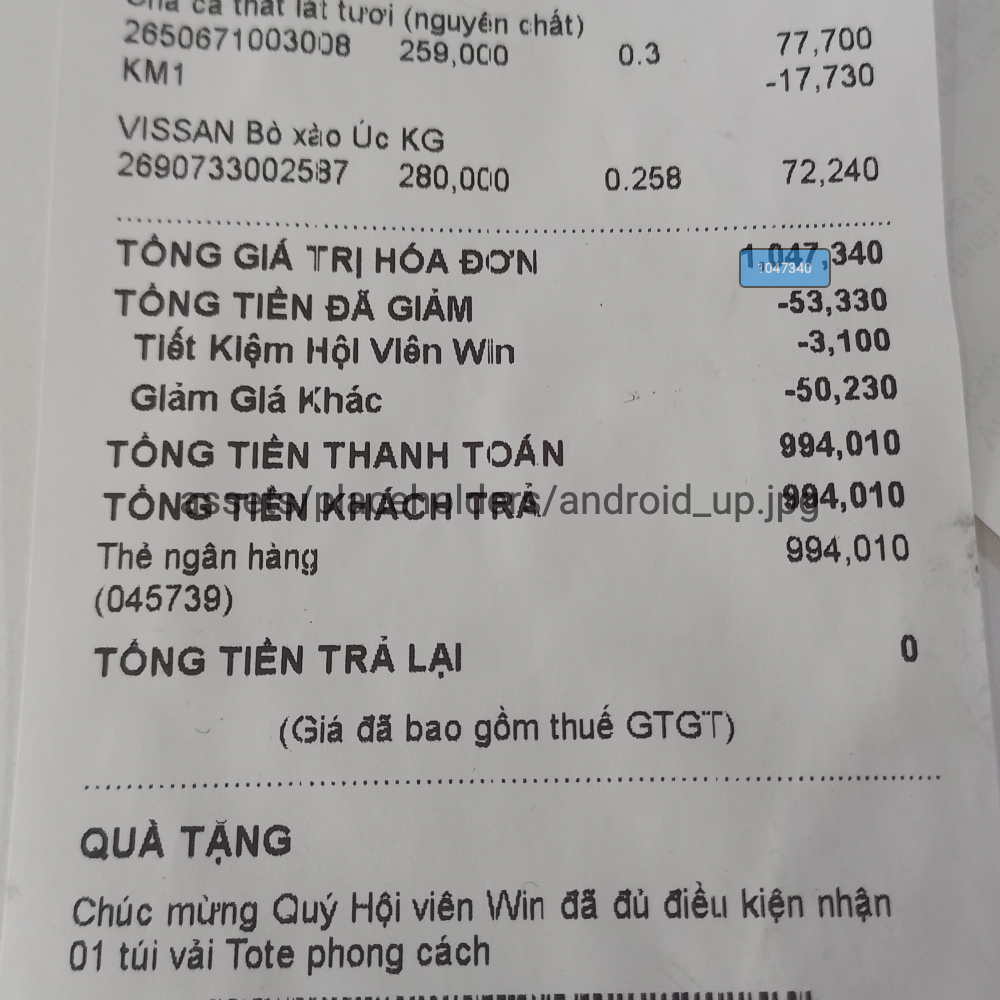 Chả cá thát lát tươi (nguyên chất)
2650671003008 259,000 0.3 77,700
KM1 -17,730
VISSAN Bò xào Úc KG
2690733002587 280,000 0.258 72,240
TỔNG GIÁ TRỊ HÓA ĐƠN 1,047,340
1047340
TỔNG TIỀN ĐÃ GIẢM -53,330
Tiết Kiệm Hội Viên Win -3,100
Giảm Giá Khác -50,230
TỔNG TIỀN THANH TOÁN 994,010
TỔNG TIỀN KHÁCH TRẢ 994,010
assets/placeholders/android_up.jpg
Thẻ ngân hàng 994,010
(045739)
TỔNG TIỀN TRẢ LẠI 0
(Giá đã bao gồm thuế GTGT)
QUÀ TẶNG
Chúc mừng Quý Hội viên Win đã đủ điều kiện nhận
01 túi vải Tote phong cách